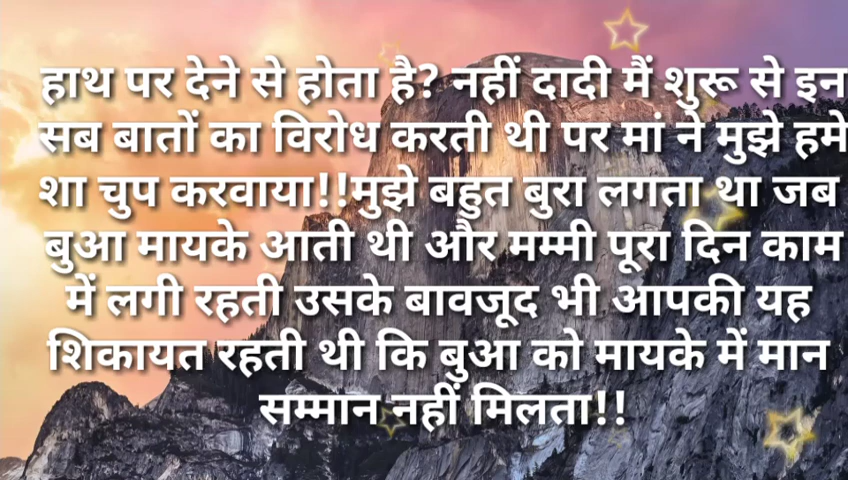 हाथ पर देने से होता है? नहीं दादी मैं शुरू से इन
सब बातों का विरोध करती थी पर मां ने मुझे हमे
शा चुप करवाया!!मुझे बहुत बुरा लगता था जब
बुआ मायके आती थी और मम्मी पूरा दिन काम
में लगी रहती उसके बावजूद भी आपकी यह
शिकायत रहती थी कि बुआ को मायके में मान
सम्मान नहीं मिलता!!